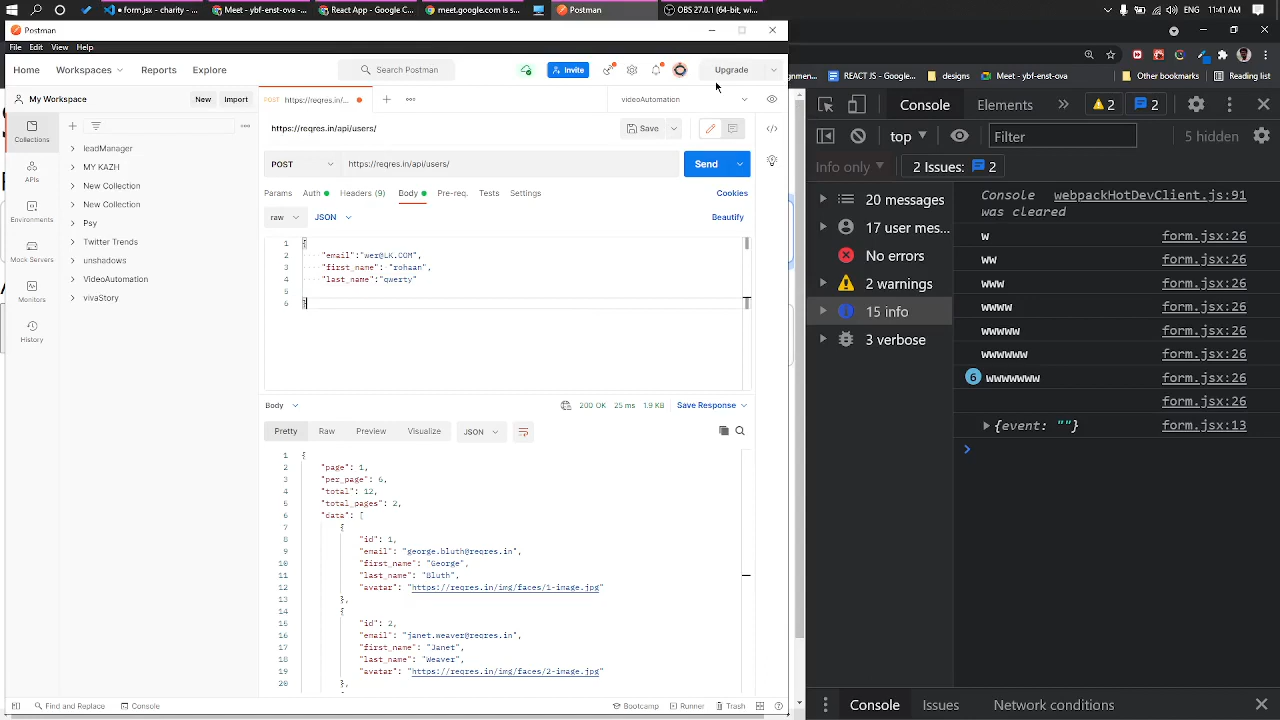 form.jsx - charity -
Meet - ybf-enst-ov
React App - Google C
meet.google.com is s
Postman
OBS 27.0.1 (64-bit, wi
11:41 AM
Postman
File Edit View Help
Home Workspaces Reports Explore
Search Postman
Invite
Upgrade
REACT JS - Google
Meeting
Other
My Workspace
New Import
POST https://reqres.in/...
videoAutomation
Console Elements
2 2
Collections
APIs
Environments
Mock Servers
Monitors
History
leadManager
MY KAZH
New Collection
New Collection
Psy
Twitter Trends
unshadows
VideoAutomation
vivaStory
https://reqres.in/api/users/
Save
POST https://reqres.in/api/users/
Send
Params Auth Headers (9) Body Pre-req. Tests Settings
Cookies
raw JSON
Beautify
1 {
2 "email":"wer@LK.COM",
3 "first_name": "rohaan",
4 "last_name":"qwerty"
5
6 }
Body
200 OK 25 ms 1.9 KB Save Response
Pretty Raw Preview Visualize JSON
1 {
2 "page": 1,
3 "per_page": 6,
4 "total": 12,
5 "total_pages": 2,
6 "data": [
7 {
8 "id": 1,
9 "email": "george.bluth@reqres.in",
10 "first_name": "George",
11 "last_name": "Bluth",
12 "avatar": "https://reqres.in/img/faces/1-image.jpg"
13 },
14 {
15 "id": 2,
16 "email": "janet.weaver@reqres.in",
17 "first_name": "Janet",
18 "last_name": "Weaver",
19 "avatar": "https://reqres.in/img/faces/2-image.jpg"
20 },
Find and Replace Console
Bootcamp Runner Trash
top Filter 5 hidden
Info only 2 Issues: 2
20 messages
17 user mes...
No errors
2 warnings
15 info
3 verbose
Console webpackHotDevClient.js:91
was cleared
w form.jsx:26
ww form.jsx:26
www form.jsx:26
wwww form.jsx:26
wwwww form.jsx:26
wwwwww form.jsx:26
6 wwwwwww form.jsx:26
form.jsx:26
{event: ""} form.jsx:13
Console Issues Network conditions